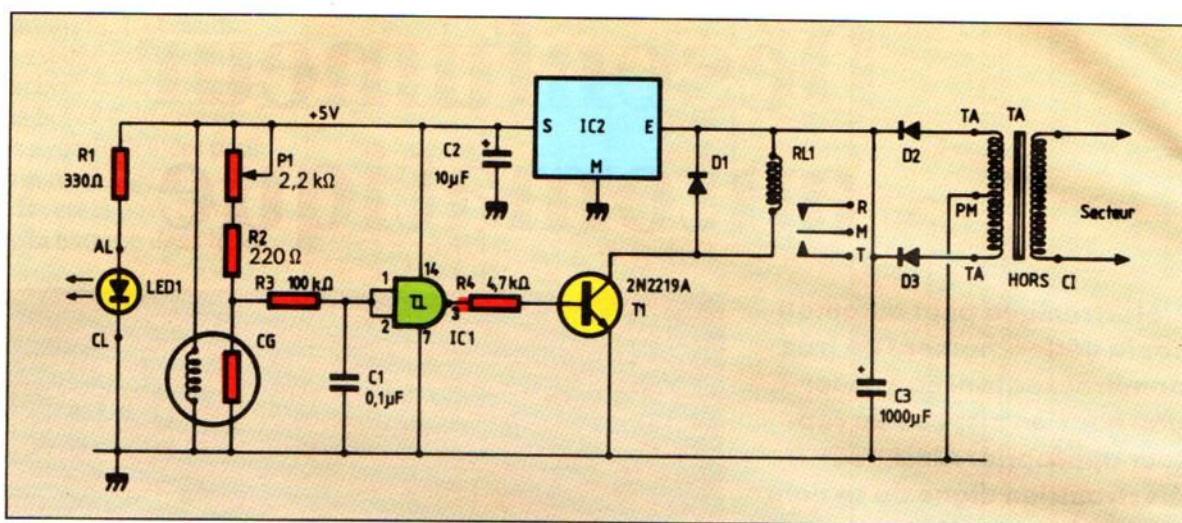 +5V
S IC2 E
M
R1
330Ω
P1
2,2 kΩ
C2
10µF
D1
RL1
R
M
T
D2
TA TA
PM
Secteur
D3
TA HORS CI
AL
LED1
CL
R2
220 Ω
R3 100 kΩ
1
2
14
3
7
IC1
R4 4,7kΩ
2N2219A
T1
CG
C1
0,1µF
C3
1000µF